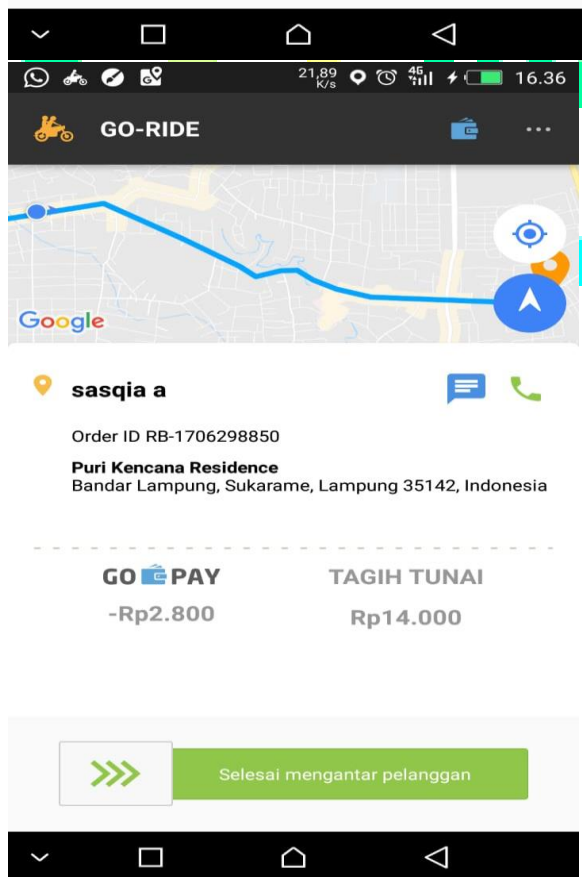 21,89 K/s 4G 16.36
GO-RIDE
Google
sasqia a
Order ID RB-1706298850
Puri Kencana Residence
Bandar Lampung, Sukarame, Lampung 35142, Indonesia
GO PAY TAGIH TUNAI
-Rp2.800 Rp14.000
Selesai mengantar pelanggan